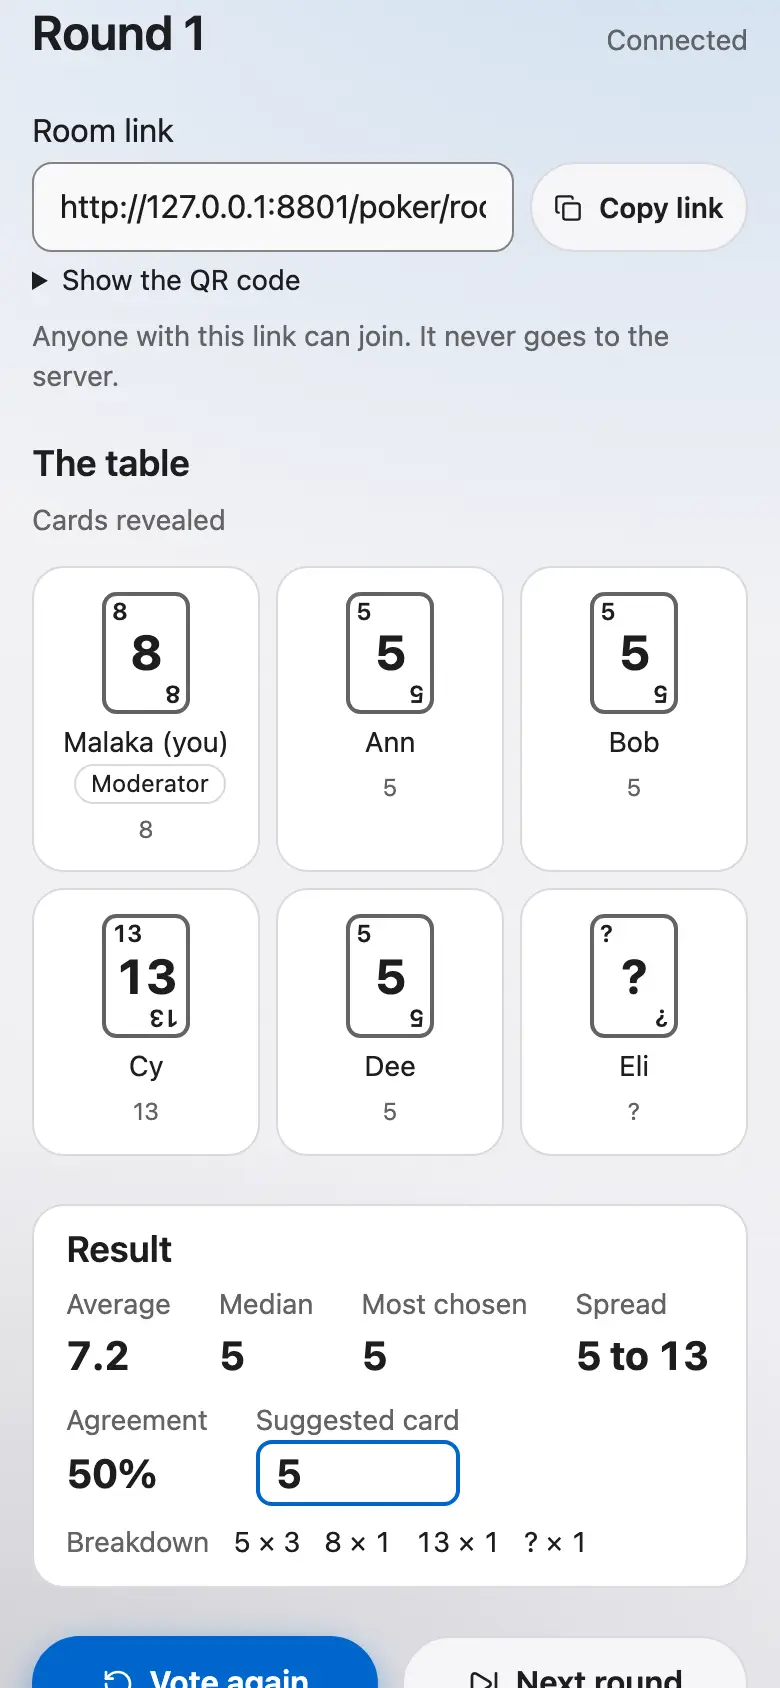 Round 1
Connected
Room link
http://127.0.0.1:8801/poker/roo
Copy link
Show the QR code
Anyone with this link can join. It never goes to the
server.
The table
Cards revealed
8
8
8
Malaka (you)
Moderator
8
5
5
5
Ann
5
5
5
5
Bob
5
13
13
13
Cy
13
5
5
5
Dee
5
?
?
?
Eli
?
Result
Average
7.2
Median
5
Most chosen
5
Spread
5 to 13
Agreement
50%
Suggested card
5
Breakdown 5 × 3 8 × 1 13 × 1 ? × 1
Vote again
Next round